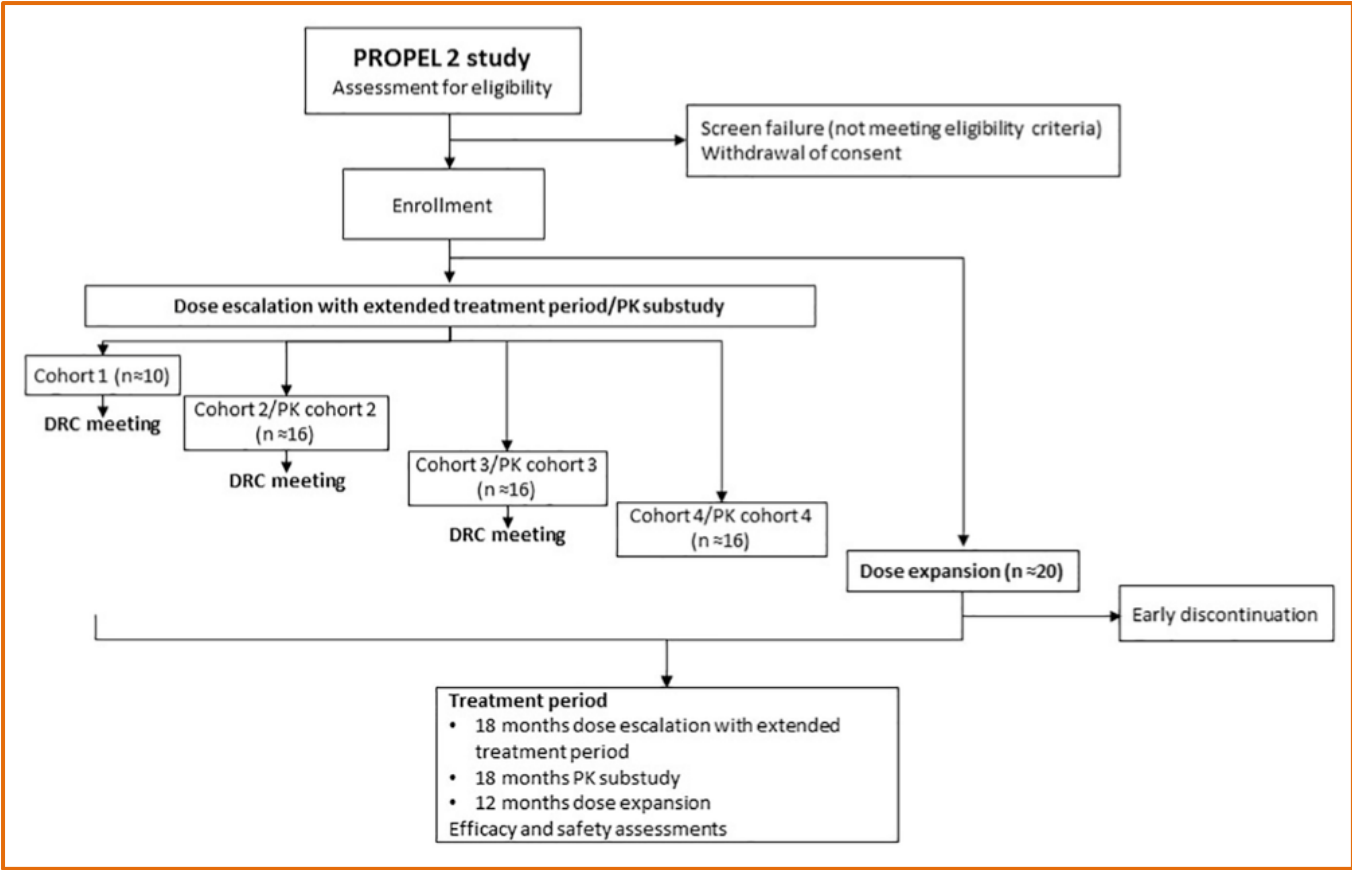 PROPEL 2 study
Assessment for eligibility
Screen failure (not meeting eligibility criteria)
Withdrawal of consent
Enrollment
Dose escalation with extended treatment period/PK substudy
Cohort 1 (n≈10)
DRC meeting
Cohort 2/PK cohort 2
(n ≈16)
DRC meeting
Cohort 3/PK cohort 3
(n ≈16)
DRC meeting
Cohort 4/PK cohort 4
(n ≈16)
Dose expansion (n ≈20)
Early discontinuation
Treatment period
• 18 months dose escalation with extended
treatment period
• 18 months PK substudy
• 12 months dose expansion
Efficacy and safety assessments